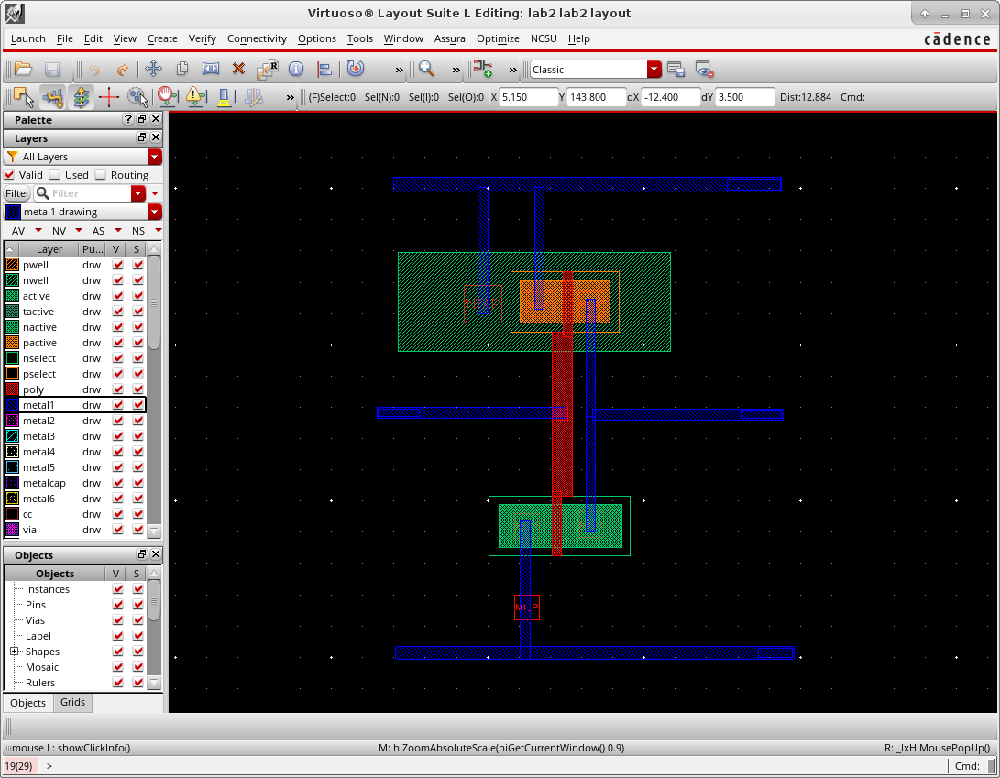 Virtuoso® Layout Suite L Editing: lab2 lab2 layout
Launch File Edit View Create Verify Connectivity Options Tools Window Assura Optimize NCSU Help
cādence
» » » Classic
» (F)Select:0 Sel(N):0 Sel(I):0 Sel(O):0 X 5.150 Y 143.800 dX -12.400 dY 3.500 Dist:12.884 Cmd:
Palette
Layers
All Layers
Valid Used Routing
Filter Filter
metal1 drawing
AV NV AS NS
Layer Pu... V S
pwell drw
nwell drw
active drw
tactive drw
nactive drw
pactive drw
nselect drw
pselect drw
poly drw
metal1 drw
metal2 drw
metal3 drw
metal4 drw
metal5 drw
metalcap drw
metal6 drw
cc drw
via drw
Objects
Objects V S
Instances
Pins
Vias
Label
Shapes
Mosaic
Rulers
Objects Grids
mouse L: showClickInfo() M: hiZoomAbsoluteScale(hiGetCurrentWindow() 0.9) R: _lxHiMousePopUp()
19(29) > Cmd: